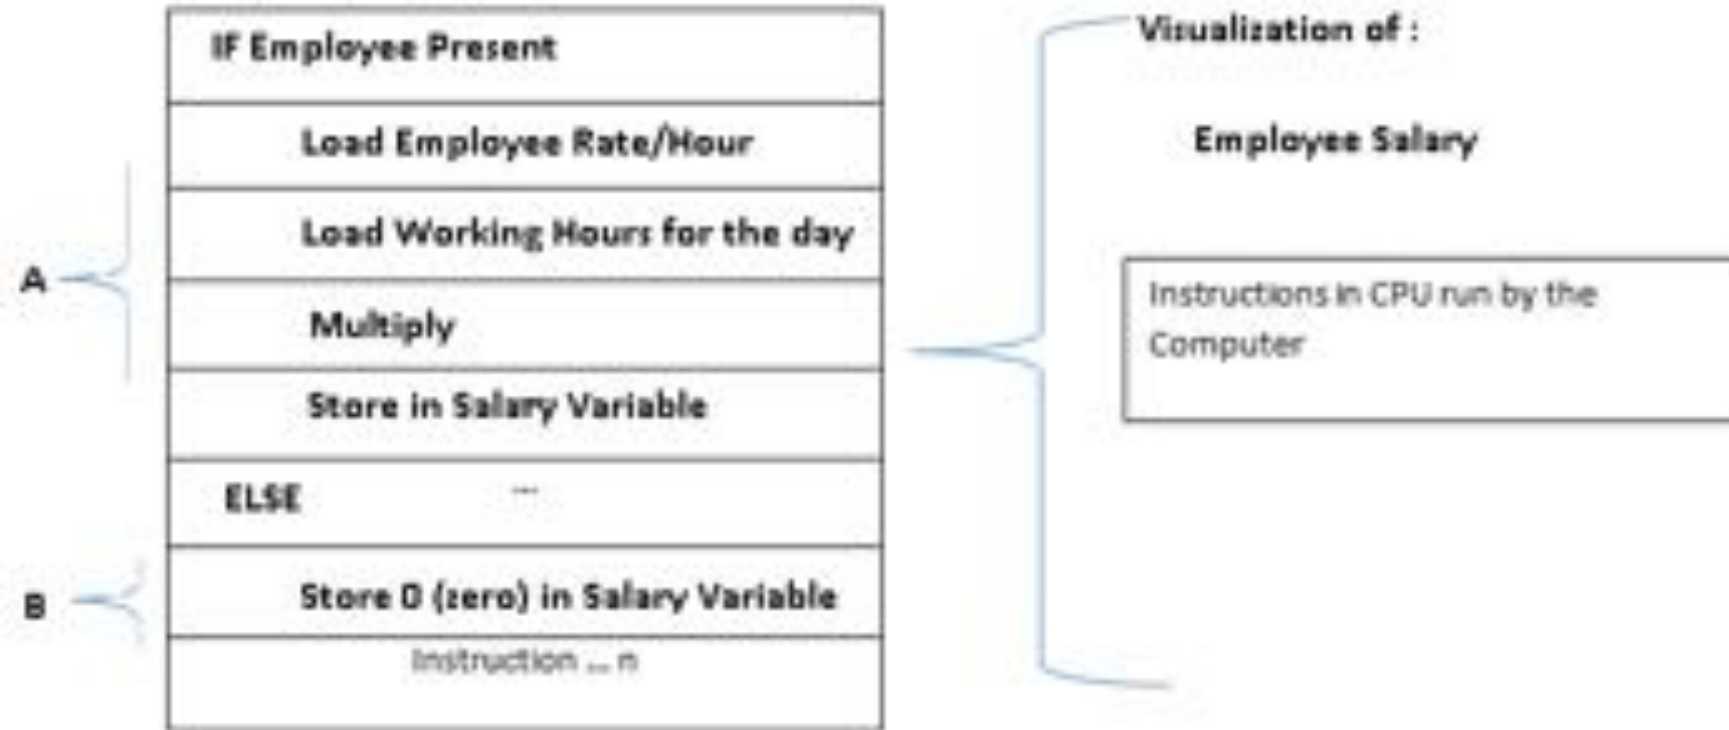 IF Employee Present
Load Employee Rate/Hour
Load Working Hours for the day
A
Multiply
Store in Salary Variable
ELSE ...
B
Store 0 (zero) in Salary Variable
Instruction ... n
Visualization of :
Employee Salary
Instructions in CPU run by the
Computer